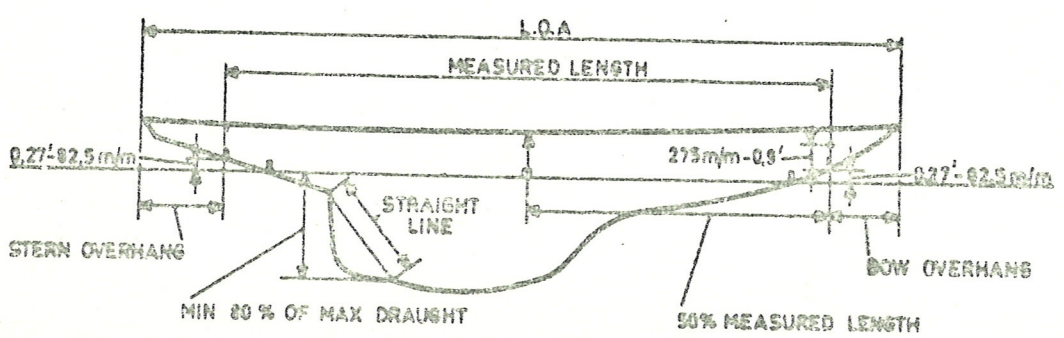 L.O.A
MEASURED LENGTH
0,27'-82,5m/m
273m/m-0,9'
0,27'-82,5m/m
STRAIGHT
LINE
STERN OVERHANG
BOW OVERHANG
MIN 80% OF MAX DRAUGHT
50% MEASURED LENGTH